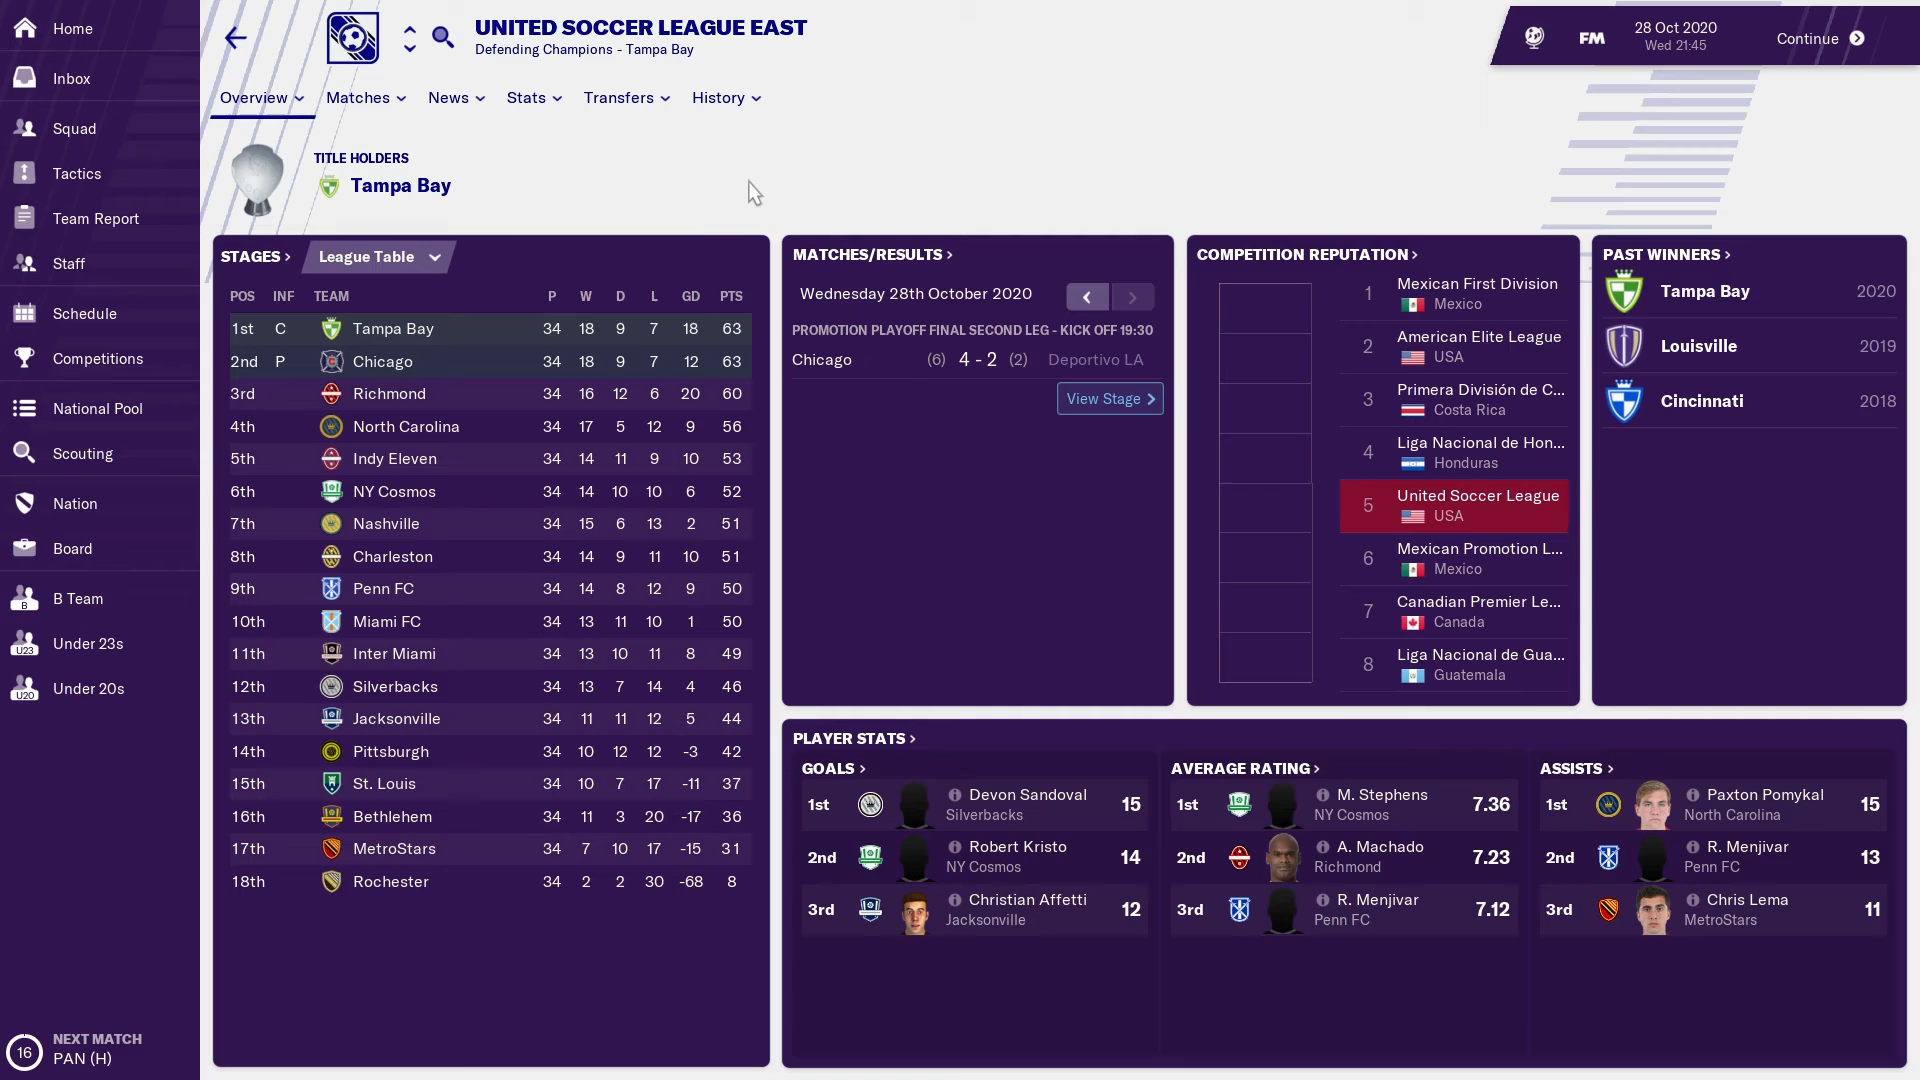 Home
Inbox
Squad
Tactics
Team Report
Staff
Schedule
Competitions
National Pool
Scouting
Nation
Board
B
B Team
U23
Under 23s
U20
Under 20s
16
NEXT MATCH
PAN (H)
UNITED SOCCER LEAGUE EAST
Defending Champions - Tampa Bay
FM
28 Oct 2020
Wed 21:45
Continue
Overview
Matches
News
Stats
Transfers
History
TITLE HOLDERS
Tampa Bay
STAGES >
League Table
POS INF TEAM P W D L GD PTS
1st C Tampa Bay 34 18 9 7 18 63
2nd P Chicago 34 18 9 7 12 63
3rd Richmond 34 16 12 6 20 60
4th North Carolina 34 17 5 12 9 56
5th Indy Eleven 34 14 11 9 10 53
6th NY Cosmos 34 14 10 10 6 52
7th Nashville 34 15 6 13 2 51
8th Charleston 34 14 9 11 10 51
9th Penn FC 34 14 8 12 9 50
10th Miami FC 34 13 11 10 1 50
11th Inter Miami 34 13 10 11 8 49
12th Silverbacks 34 13 7 14 4 46
13th Jacksonville 34 11 11 12 5 44
14th Pittsburgh 34 10 12 12 -3 42
15th St. Louis 34 10 7 17 -11 37
16th Bethlehem 34 11 3 20 -17 36
17th MetroStars 34 7 10 17 -15 31
18th Rochester 34 2 2 30 -68 8
MATCHES/RESULTS >
Wednesday 28th October 2020
PROMOTION PLAYOFF FINAL SECOND LEG - KICK OFF 19:30
Chicago (6) 4 - 2 (2) Deportivo LA
View Stage >
COMPETITION REPUTATION >
1 Mexican First Division
Mexico
2 American Elite League
USA
3 Primera División de C...
Costa Rica
4 Liga Nacional de Hon...
Honduras
5 United Soccer League
USA
6 Mexican Promotion L...
Mexico
7 Canadian Premier Le...
Canada
8 Liga Nacional de Gua...
Guatemala
PAST WINNERS >
Tampa Bay 2020
Louisville 2019
Cincinnati 2018
PLAYER STATS >
GOALS >
1st Devon Sandoval 15
Silverbacks
2nd Robert Kristo 14
NY Cosmos
3rd Christian Affetti 12
Jacksonville
AVERAGE RATING >
1st M. Stephens 7.36
NY Cosmos
2nd A. Machado 7.23
Richmond
3rd R. Menjivar 7.12
Penn FC
ASSISTS >
1st Paxton Pomykal 15
North Carolina
2nd R. Menjivar 13
Penn FC
3rd Chris Lema 11
MetroStars